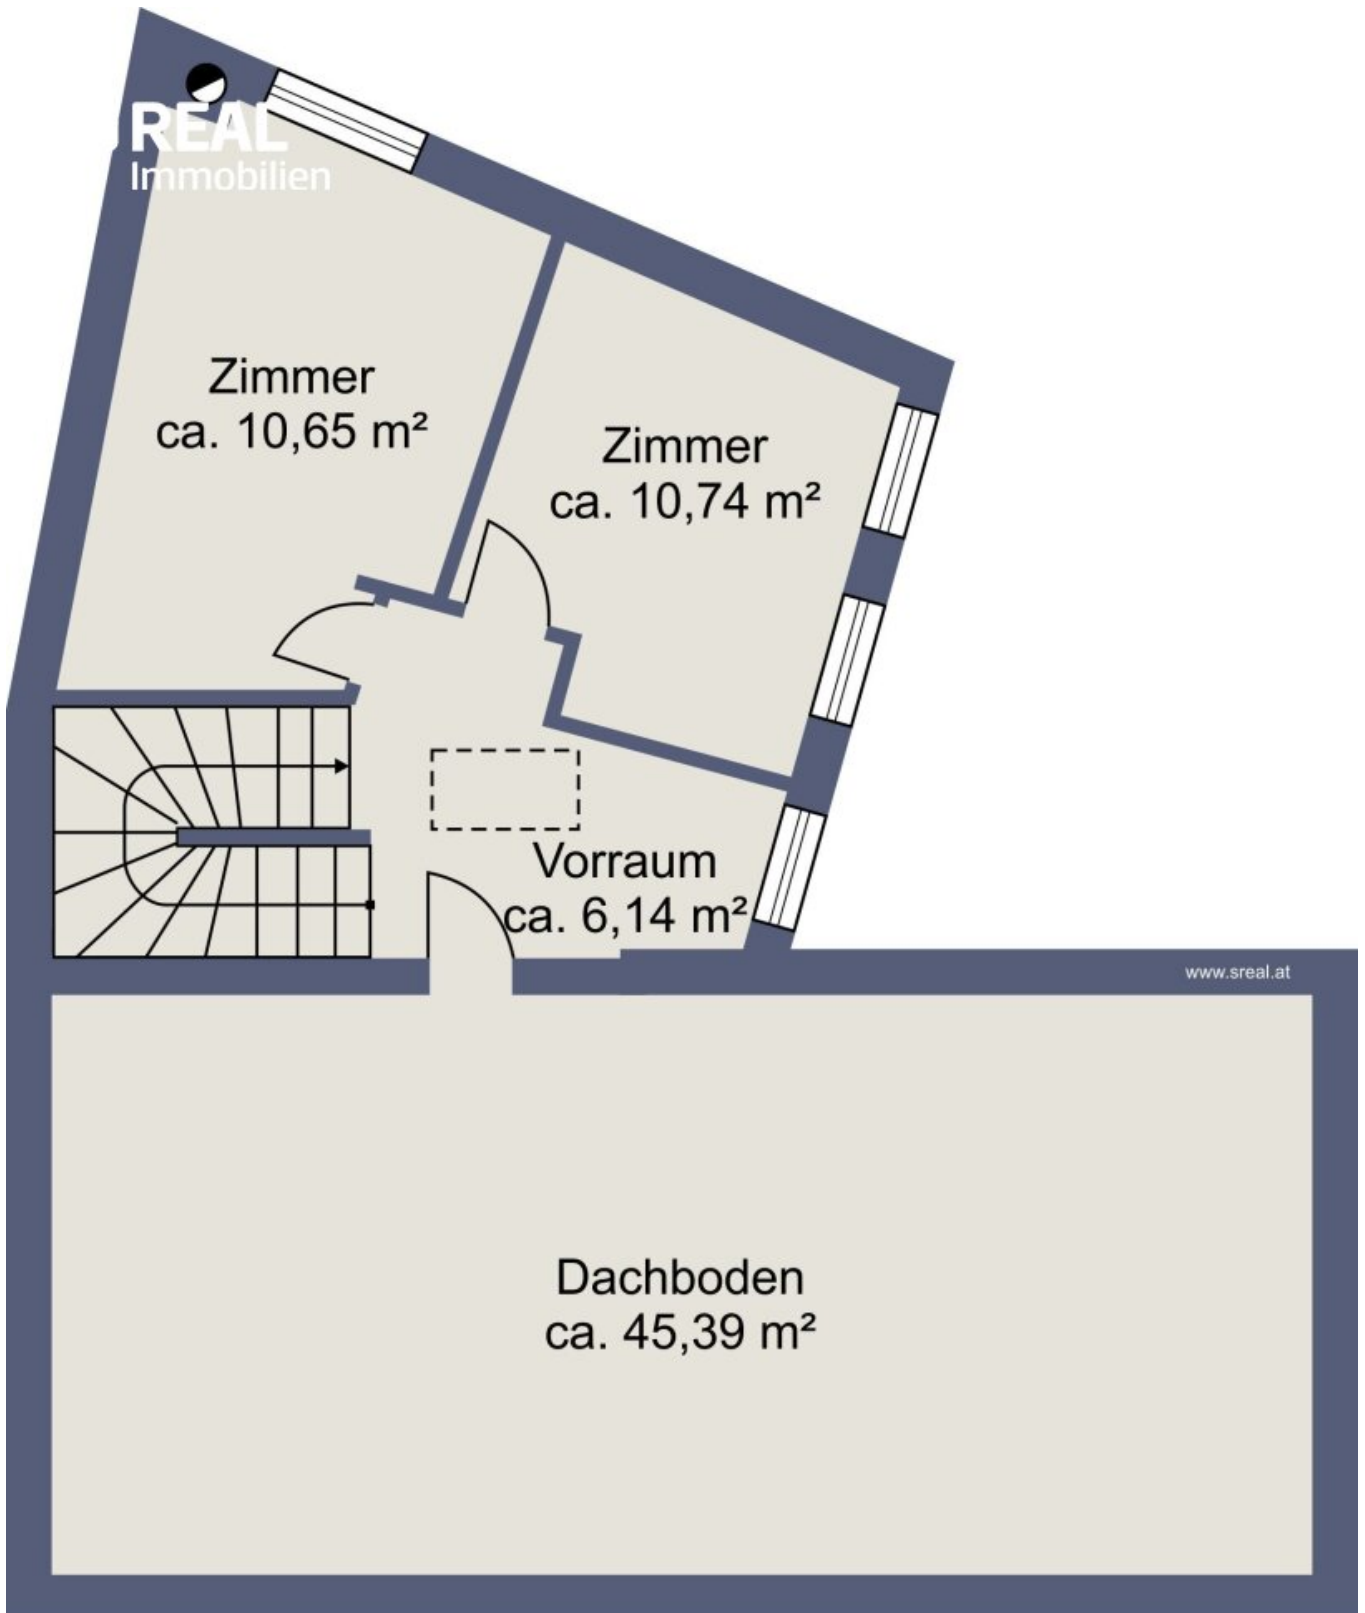 REAL
Immobilien
Zimmer
ca. 10,65 m²
Zimmer
ca. 10,74 m²
Vorraum
ca. 6,14 m²
www.sreal.at
Dachboden
ca. 45,39 m²